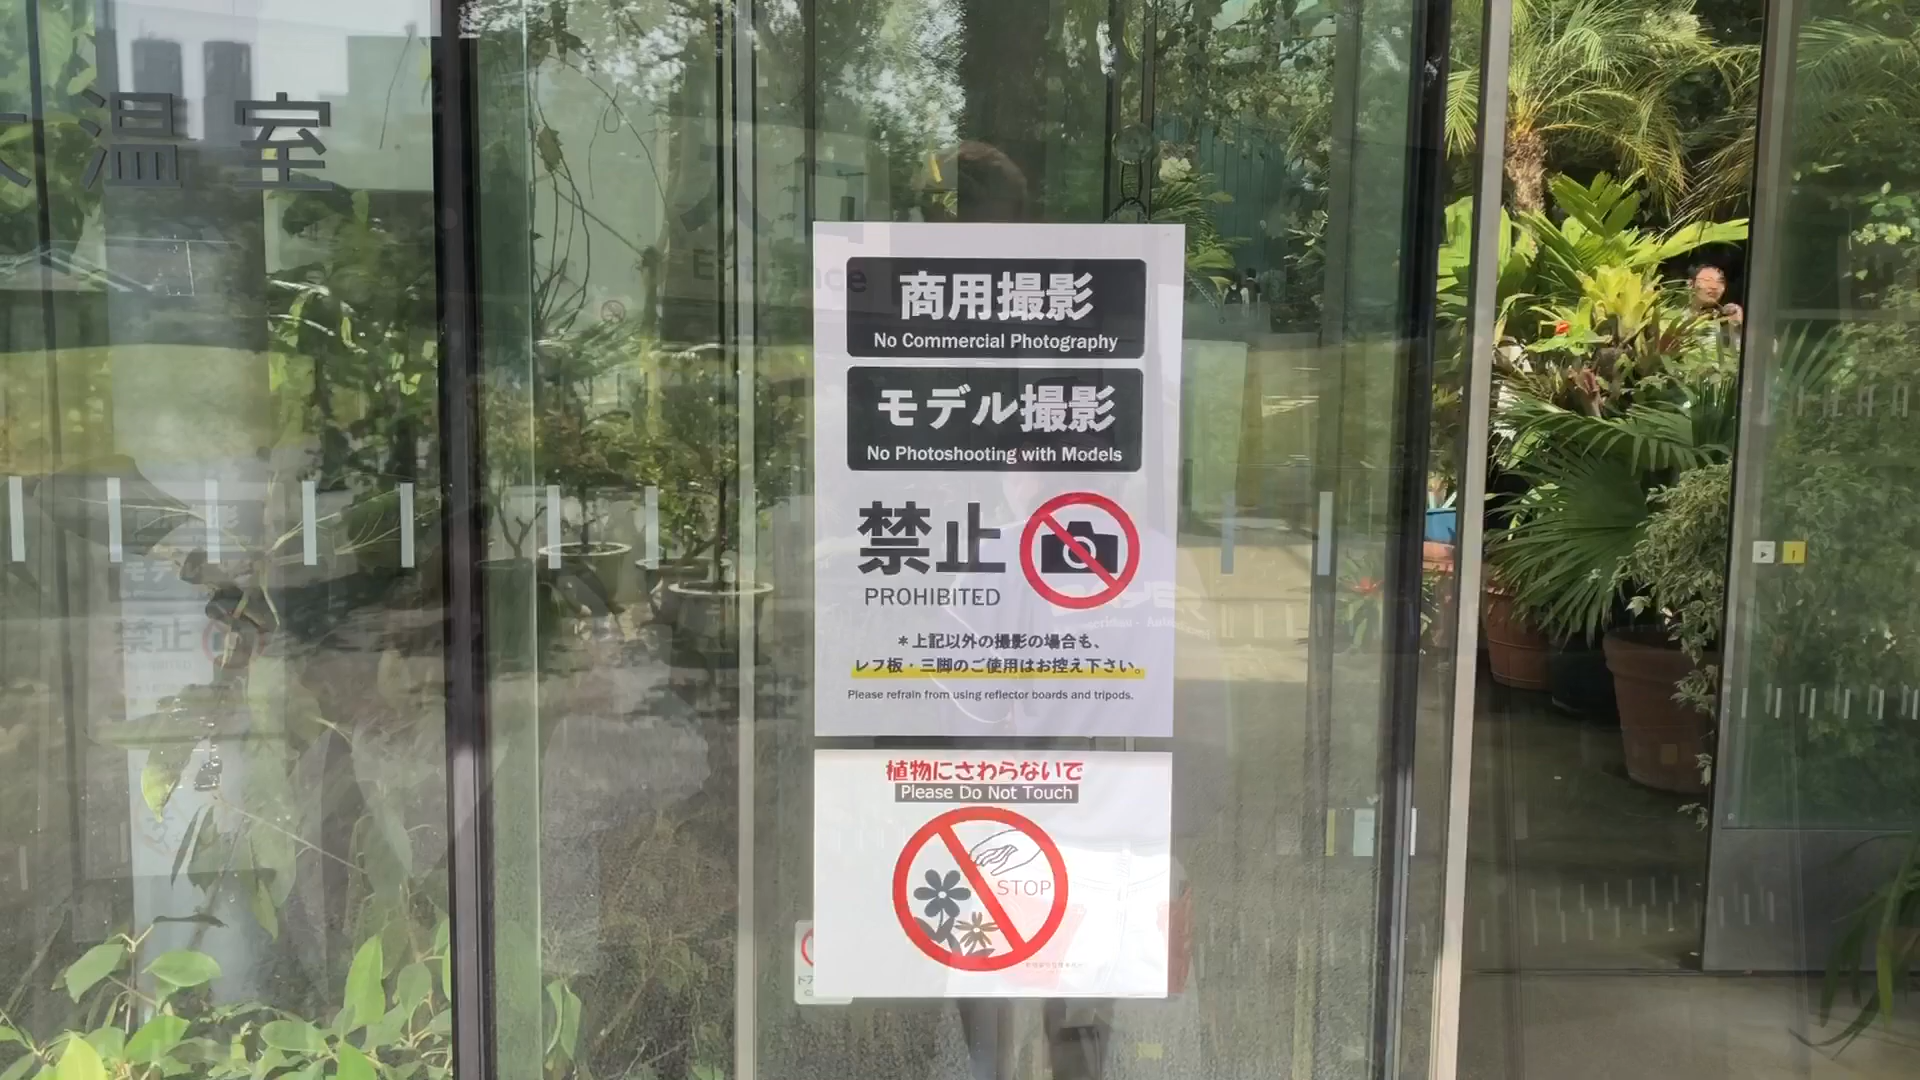 温室
Entrance
商用撮影
No Commercial Photography
モデル撮影
No Photoshooting with Models
禁止
PROHIBITED
＊上記以外の撮影の場合も、
レフ板・三脚のご使用はお控え下さい。
Please refrain from using reflector boards and tripods.
植物にさわらないで
Please Do Not Touch
STOP